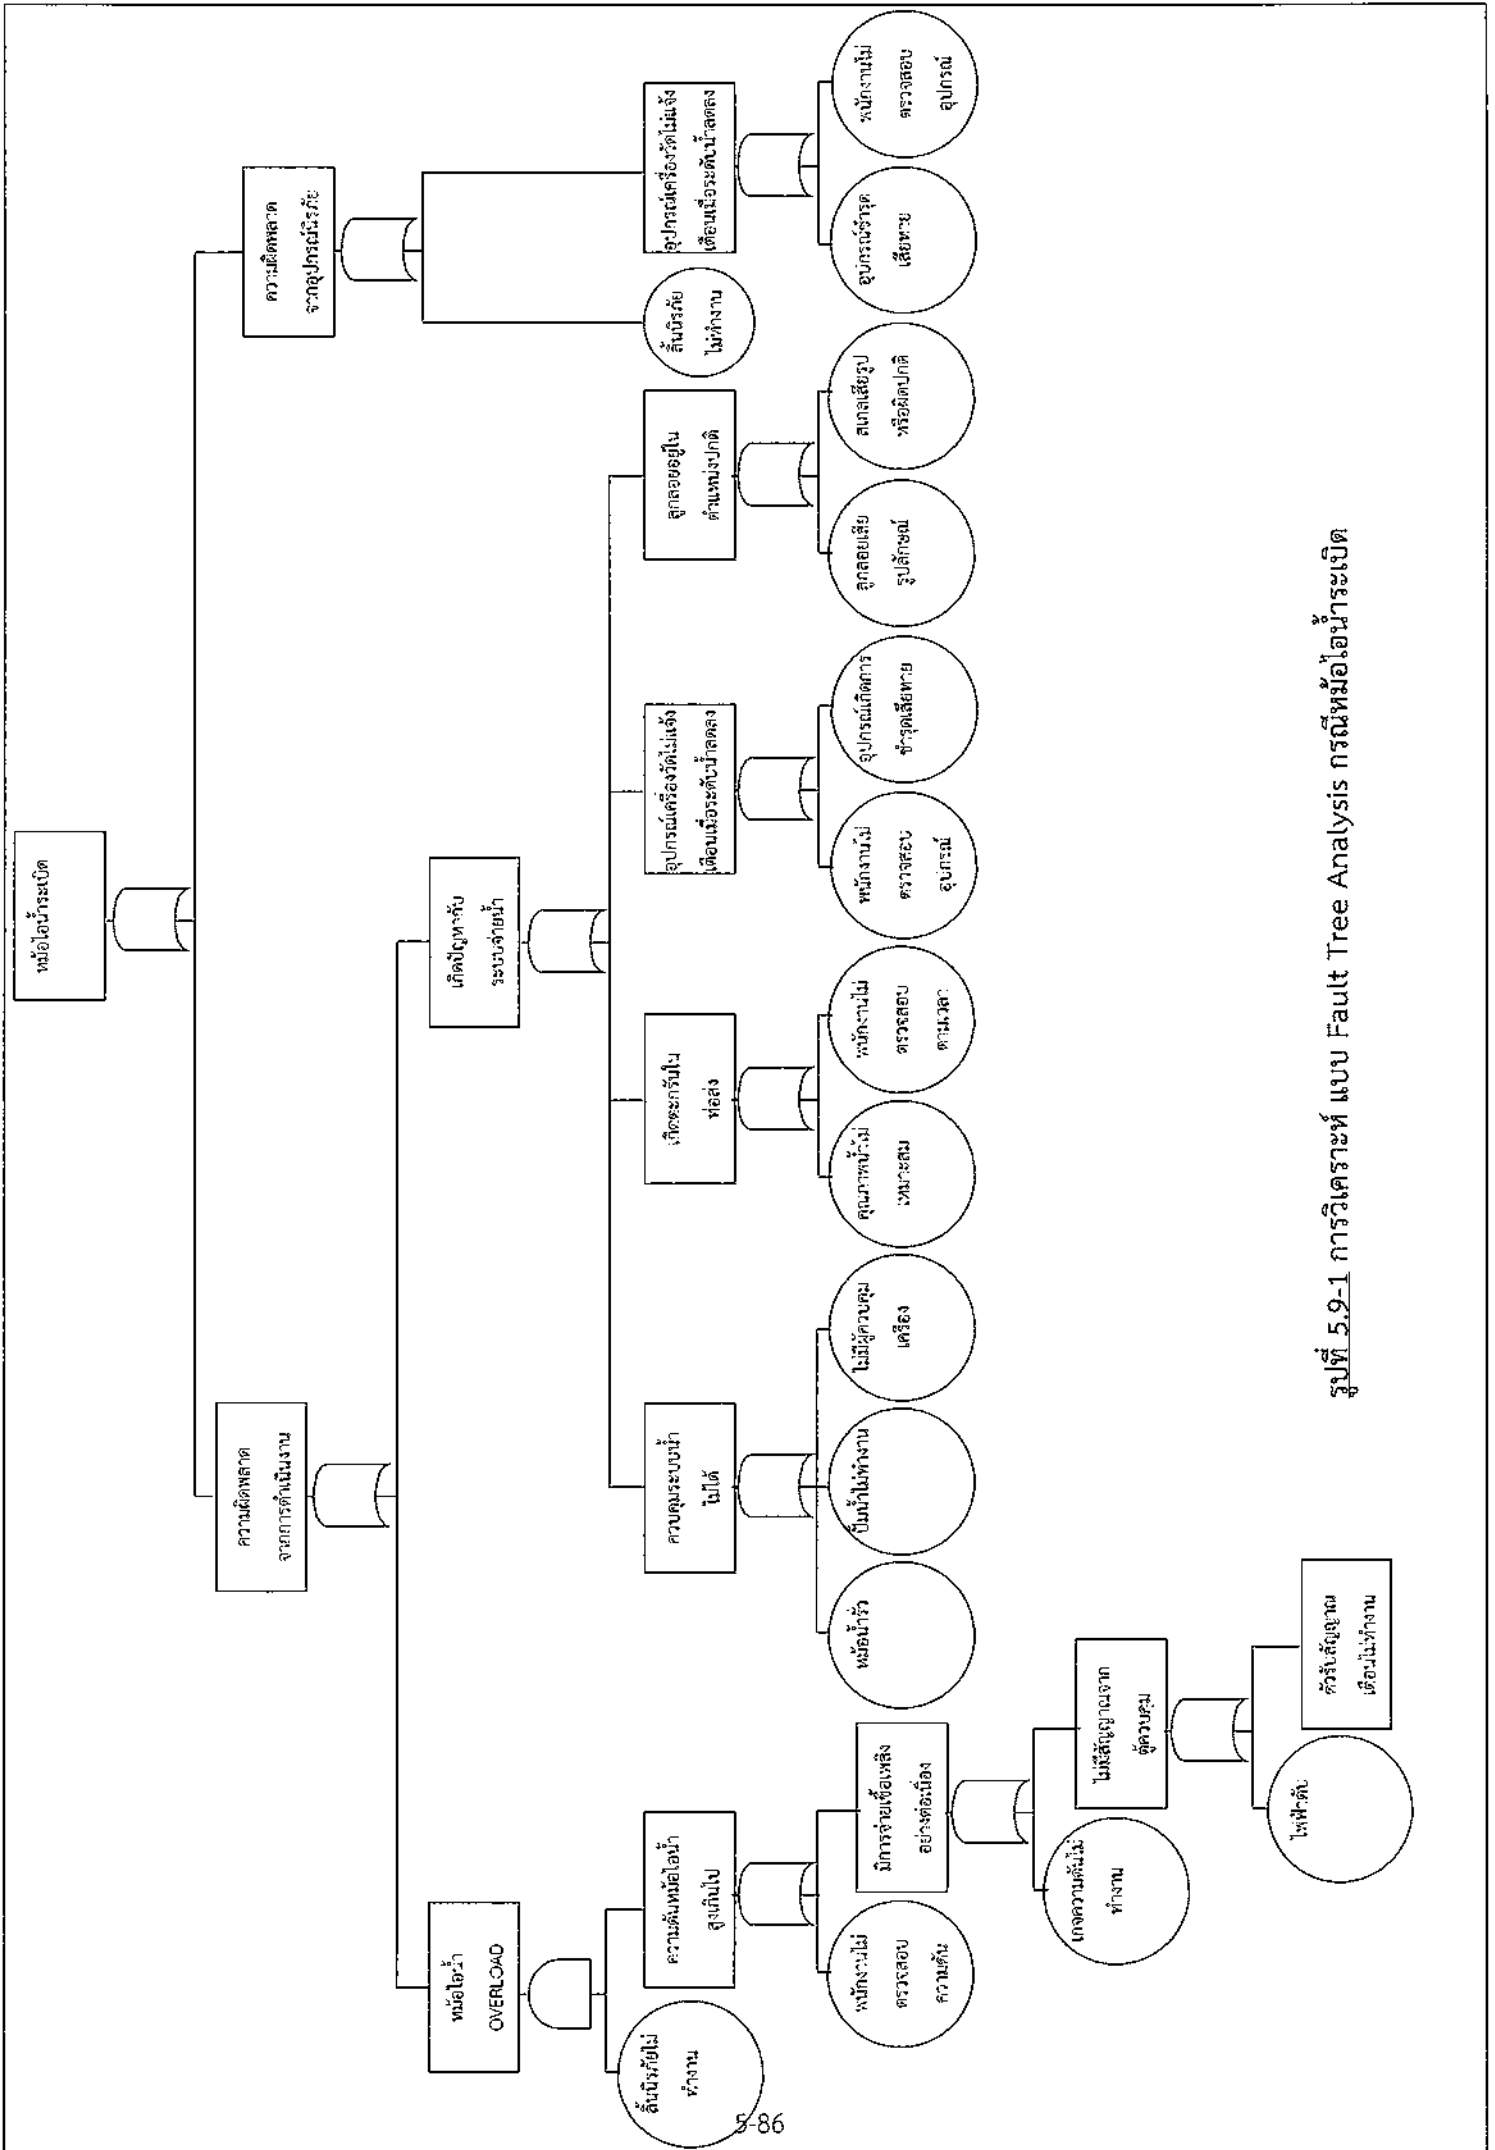 หม้อไอน้ำระเบิด
ความผิดพลาด
จากการดำเนินงาน
ความผิดพลาด
จากอุปกรณ์นิรภัย
หม้อไอน้ำ
OVERLOAD
เกิดปัญหากับ
ระบบจ่ายน้ำ
ลิ้นนิรภัยไม่
ทำงาน
ความดันหม้อไอน้ำ
สูงเกินไป
ควบคุมระบบน้ำ
ไม่ได้
เกิดตะกรันใน
ท่อส่ง
อุปกรณ์เครื่องวัดไม่แจ้ง
เตือนเมื่อระดับน้ำลดลง
ลูกลอยอยู่ใน
ตำแหน่งปกติ
ลิ้นนิรภัย
ไม่ทำงาน
อุปกรณ์เครื่องวัดไม่แจ้ง
เตือนเมื่อระดับน้ำลดลง
พนักงานไม่
ตรวจสอบ
ความดัน
มีการจ่ายเชื้อเพลิง
อย่างต่อเนื่อง
หม้อน้ำรั่ว
ปั๊มน้ำไม่ทำงาน
ไม่มีผู้ควบคุม
เครื่อง
คุณภาพน้ำไม่
เหมาะสม
พนักงานไม่
ตรวจสอบ
ตามเวลา
พนักงานไม่
ตรวจสอบ
อุปกรณ์
อุปกรณ์เกิดการ
ชำรุดเสียหาย
ลูกลอยเสีย
รูปลักษณ์
สเกลเสียรูป
หรือผิดปกติ
อุปกรณ์ชำรุด
เสียหาย
พนักงานไม่
ตรวจสอบ
อุปกรณ์
เกจความดันไม่
ทำงาน
ไม่มีสัญญาณจาก
ตู้ควบคุม
ไฟฟ้าดับ
ตัวรับสัญญาณ
เตือนไม่ทำงาน
รูปที่ 5.9-1 การวิเคราะห์ แบบ Fault Tree Analysis กรณีหม้อไอน้ำระเบิด
5-86